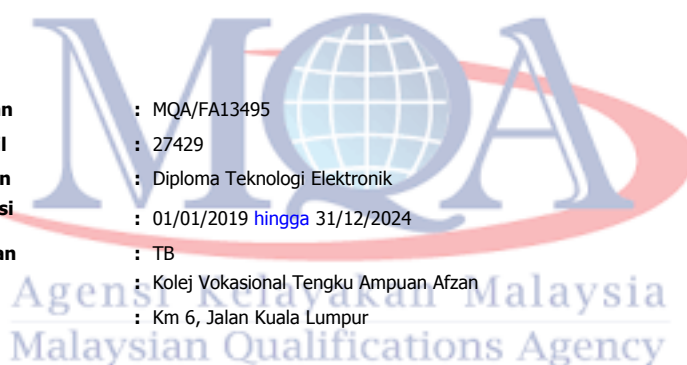 MQA
an : MQA/FA13495
l : 27429
n : Diploma Teknologi Elektronik
si
: 01/01/2019 hingga 31/12/2024
an : TB
: Kolej Vokasional Tengku Ampuan Afzan
: Km 6, Jalan Kuala Lumpur
Agensi Kelayakan Malaysia
Malaysian Qualifications Agency